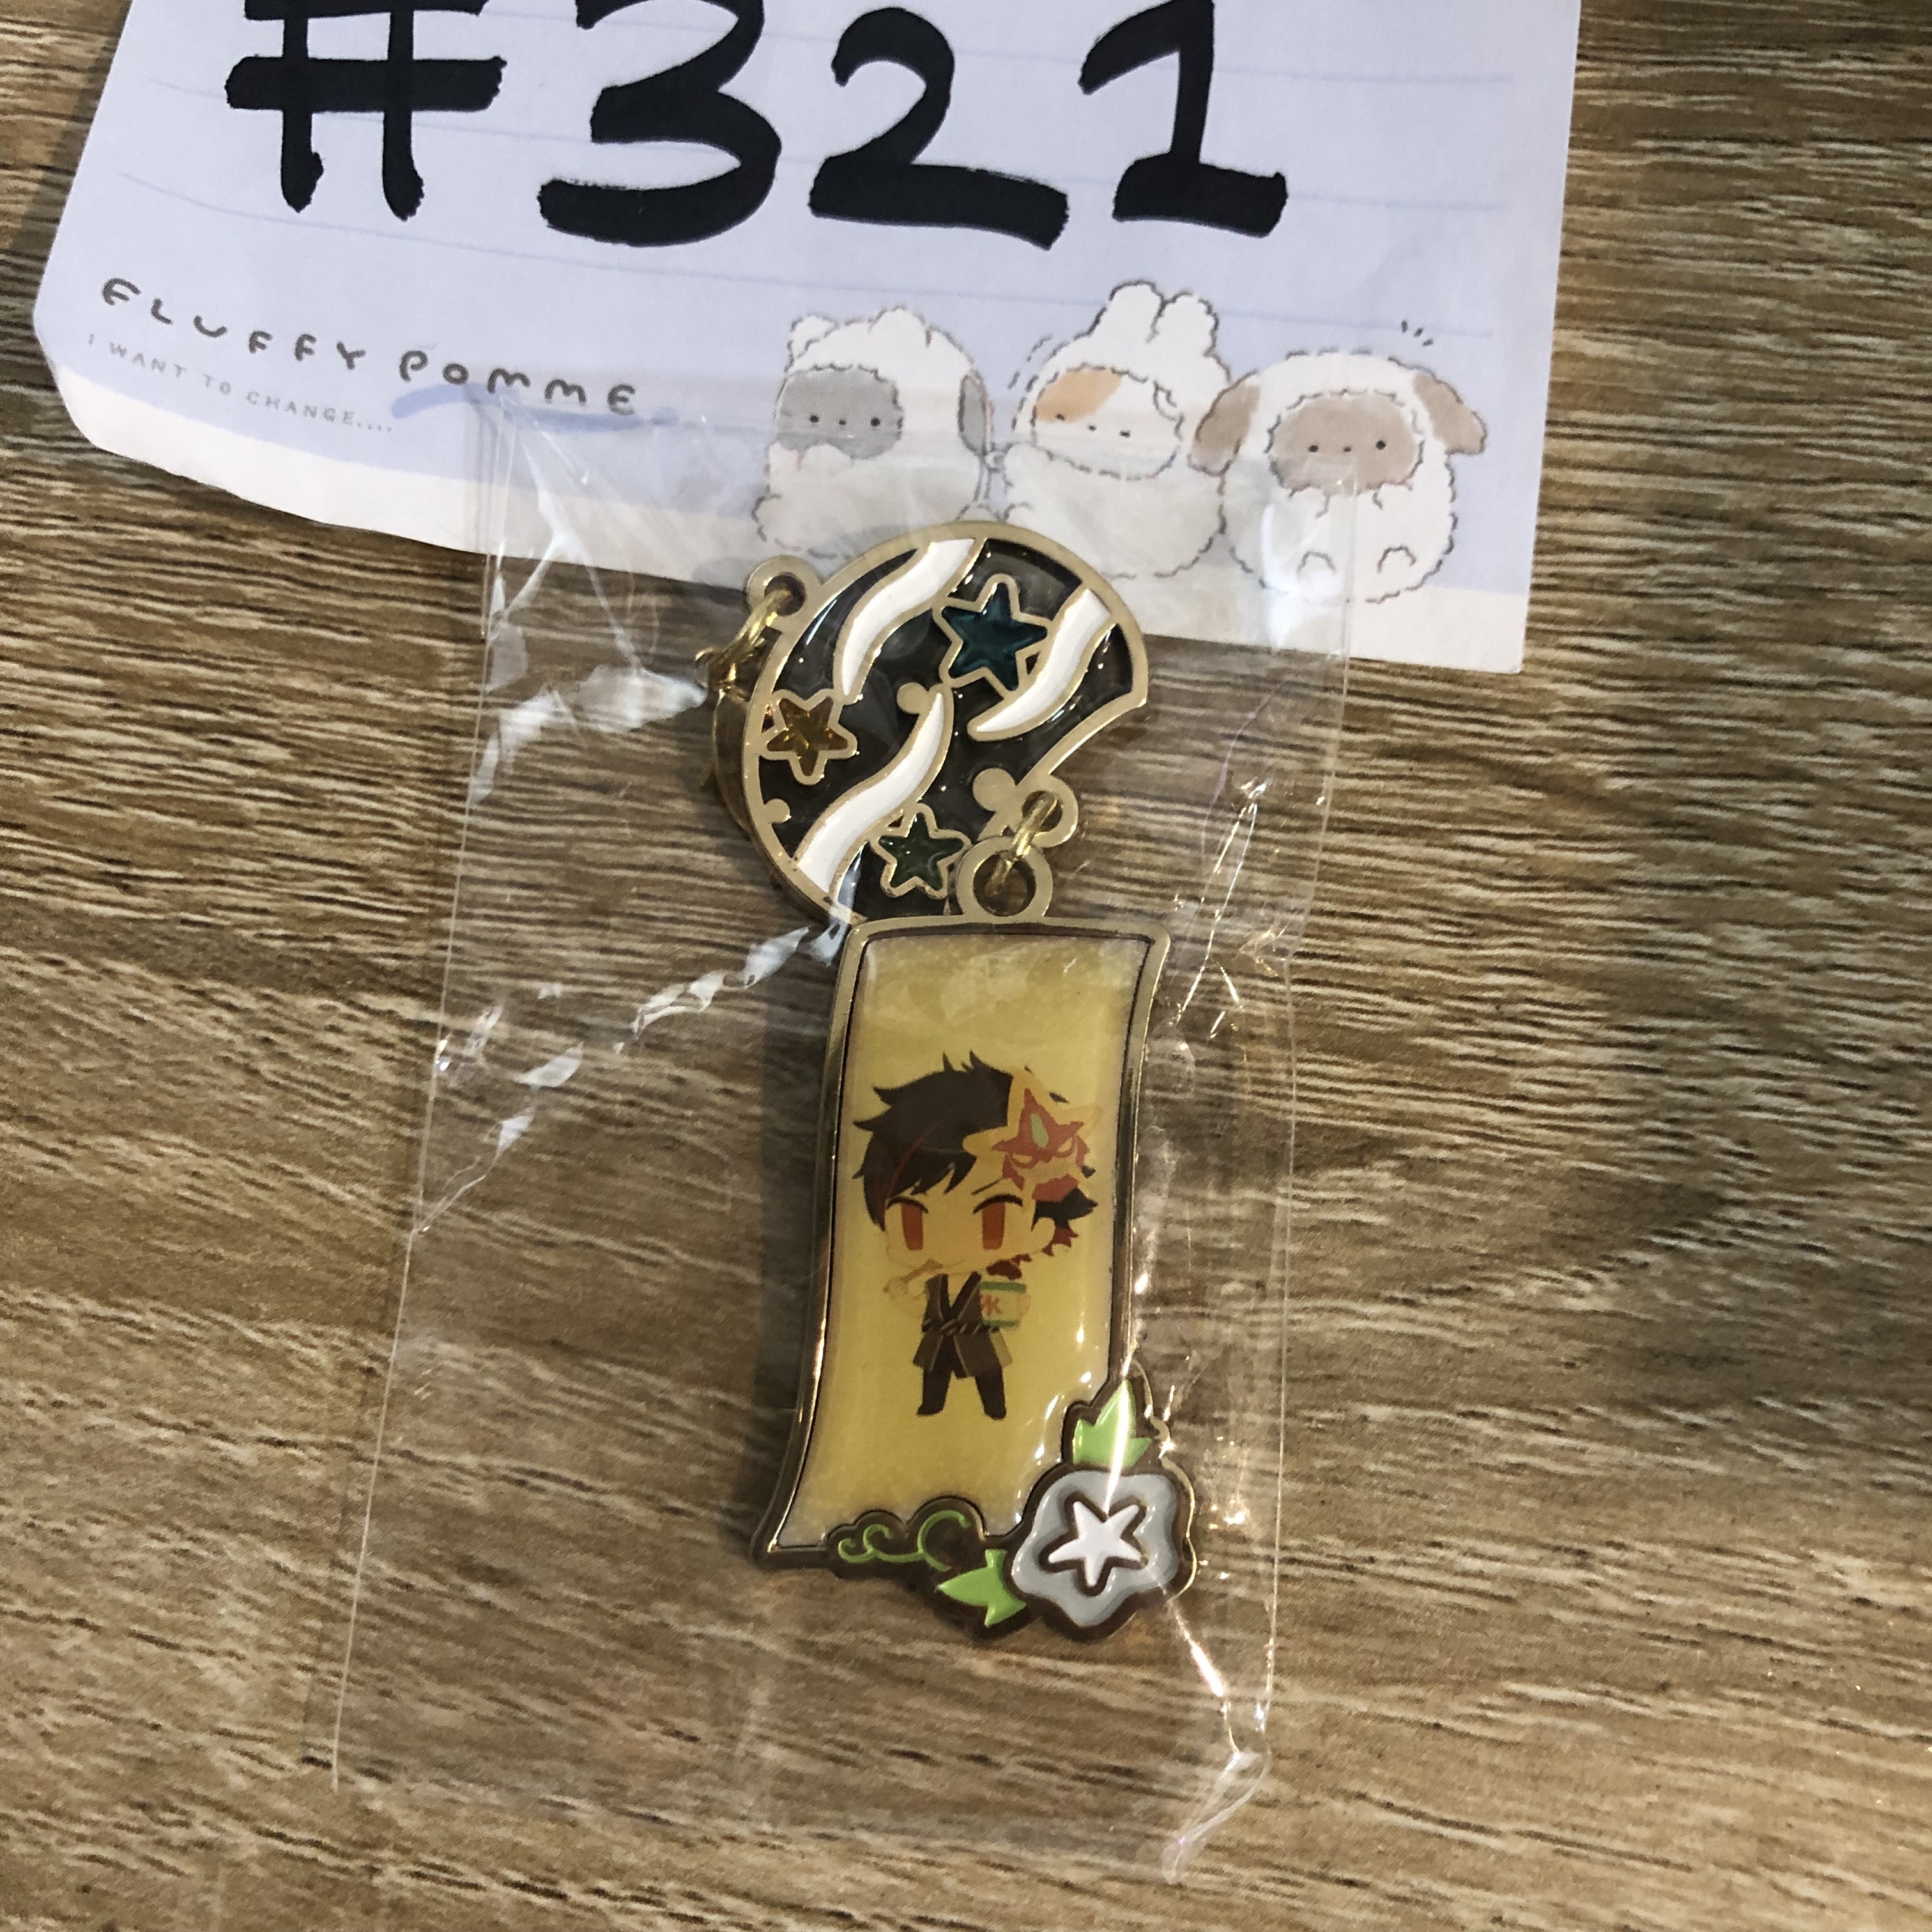 #321
FLUFFY POMME
I WANT TO CHANGE....